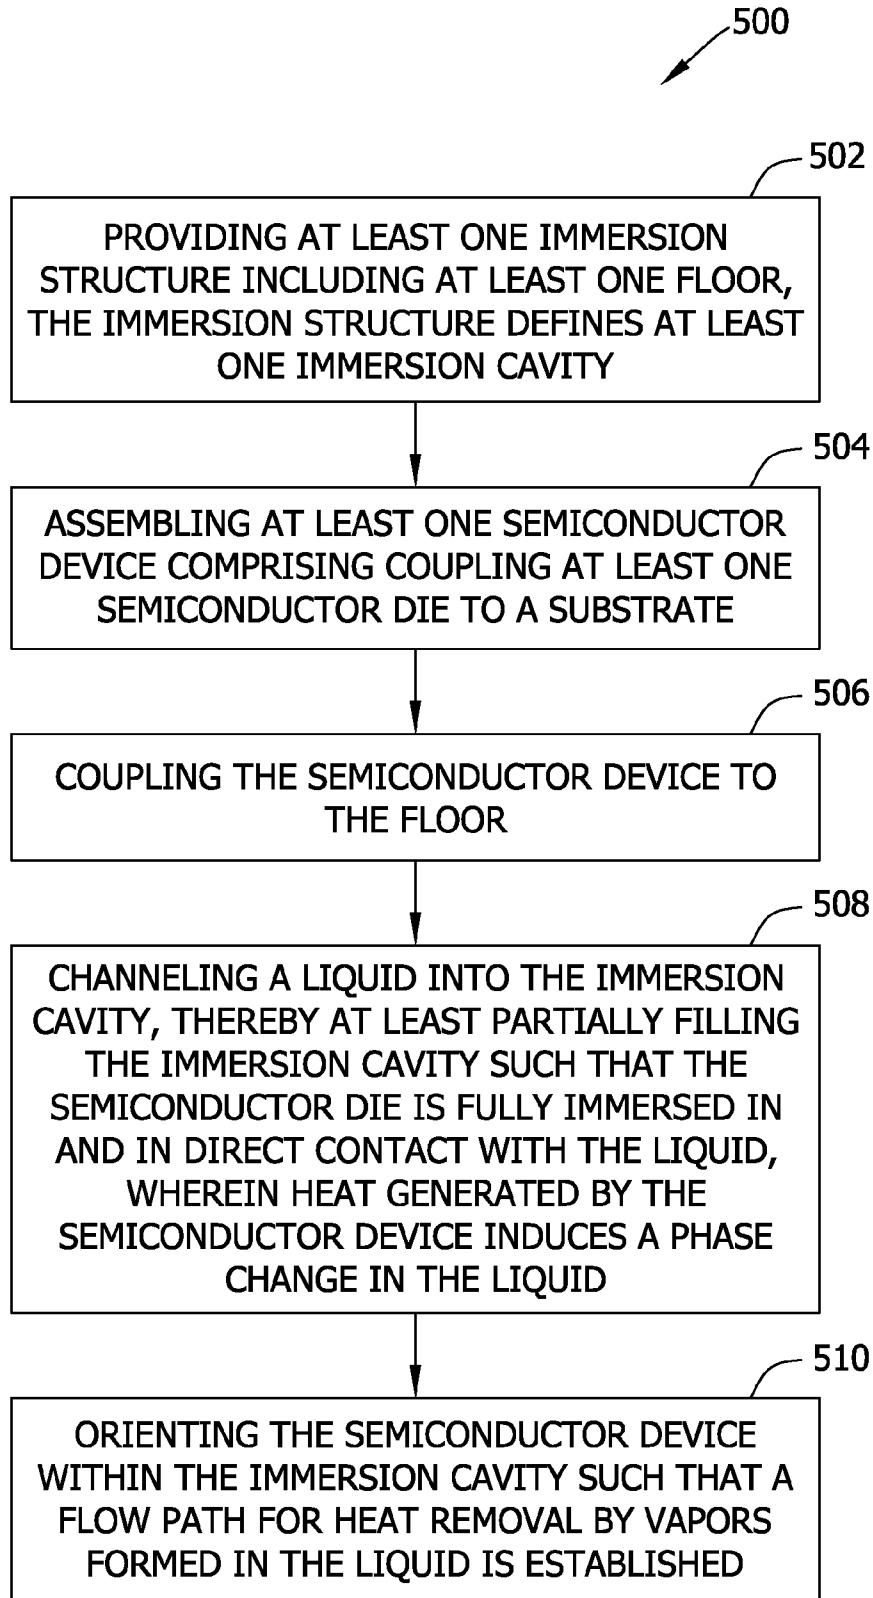 500
502
PROVIDING AT LEAST ONE IMMERSION
STRUCTURE INCLUDING AT LEAST ONE FLOOR,
THE IMMERSION STRUCTURE DEFINES AT LEAST
ONE IMMERSION CAVITY
504
ASSEMBLING AT LEAST ONE SEMICONDUCTOR
DEVICE COMPRISING COUPLING AT LEAST ONE
SEMICONDUCTOR DIE TO A SUBSTRATE
506
COUPLING THE SEMICONDUCTOR DEVICE TO
THE FLOOR
508
CHANNELING A LIQUID INTO THE IMMERSION
CAVITY, THEREBY AT LEAST PARTIALLY FILLING
THE IMMERSION CAVITY SUCH THAT THE
SEMICONDUCTOR DIE IS FULLY IMMERSED IN
AND IN DIRECT CONTACT WITH THE LIQUID,
WHEREIN HEAT GENERATED BY THE
SEMICONDUCTOR DEVICE INDUCES A PHASE
CHANGE IN THE LIQUID
510
ORIENTING THE SEMICONDUCTOR DEVICE
WITHIN THE IMMERSION CAVITY SUCH THAT A
FLOW PATH FOR HEAT REMOVAL BY VAPORS
FORMED IN THE LIQUID IS ESTABLISHED